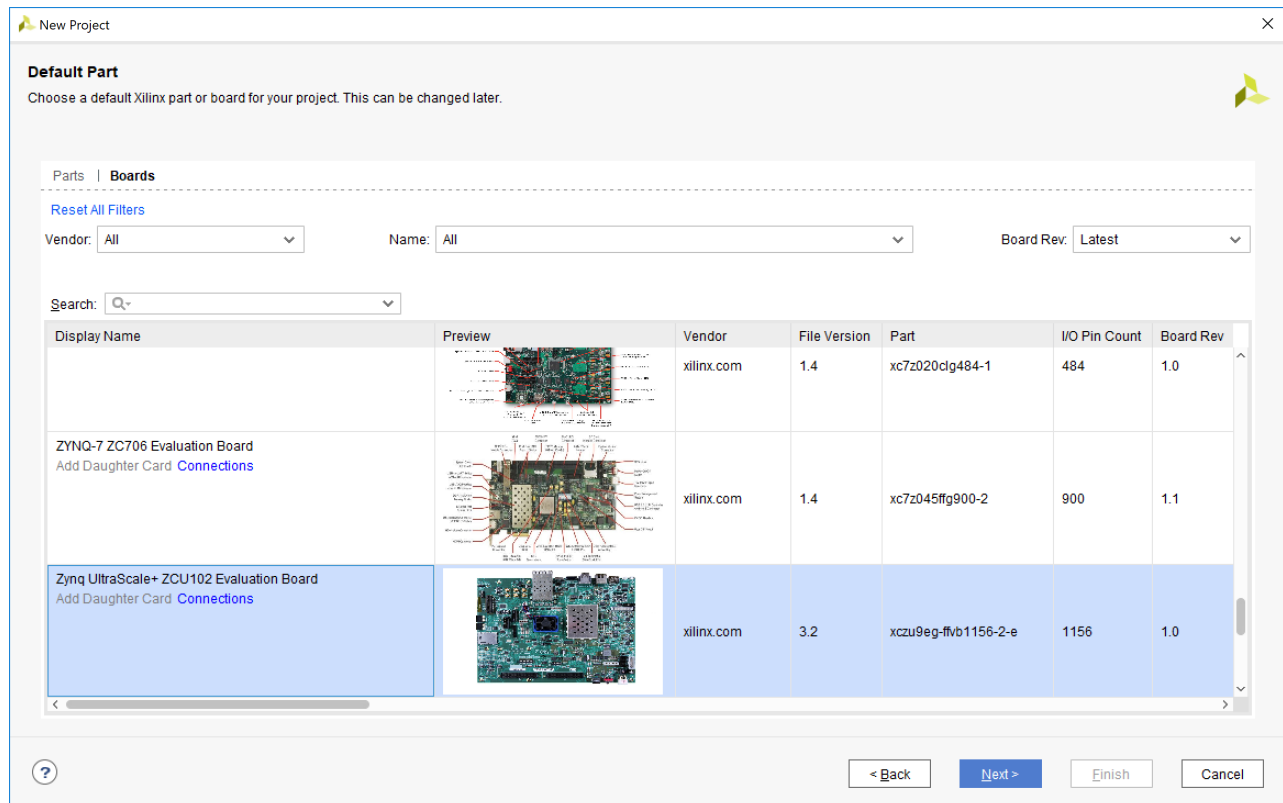 New Project
Default Part
Choose a default Xilinx part or board for your project. This can be changed later.
Parts | Boards
Reset All Filters
Vendor: All Name: All Board Rev: Latest
Search:
Display Name Preview Vendor File Version Part I/O Pin Count Board Rev
xilinx.com 1.4 xc7z020clg484-1 484 1.0
ZYNQ-7 ZC706 Evaluation Board
Add Daughter Card Connections
xilinx.com 1.4 xc7z045ffg900-2 900 1.1
Zynq UltraScale+ ZCU102 Evaluation Board
Add Daughter Card Connections
xilinx.com 3.2 xczu9eg-ffvb1156-2-e 1156 1.0
? < Back Next > Finish Cancel